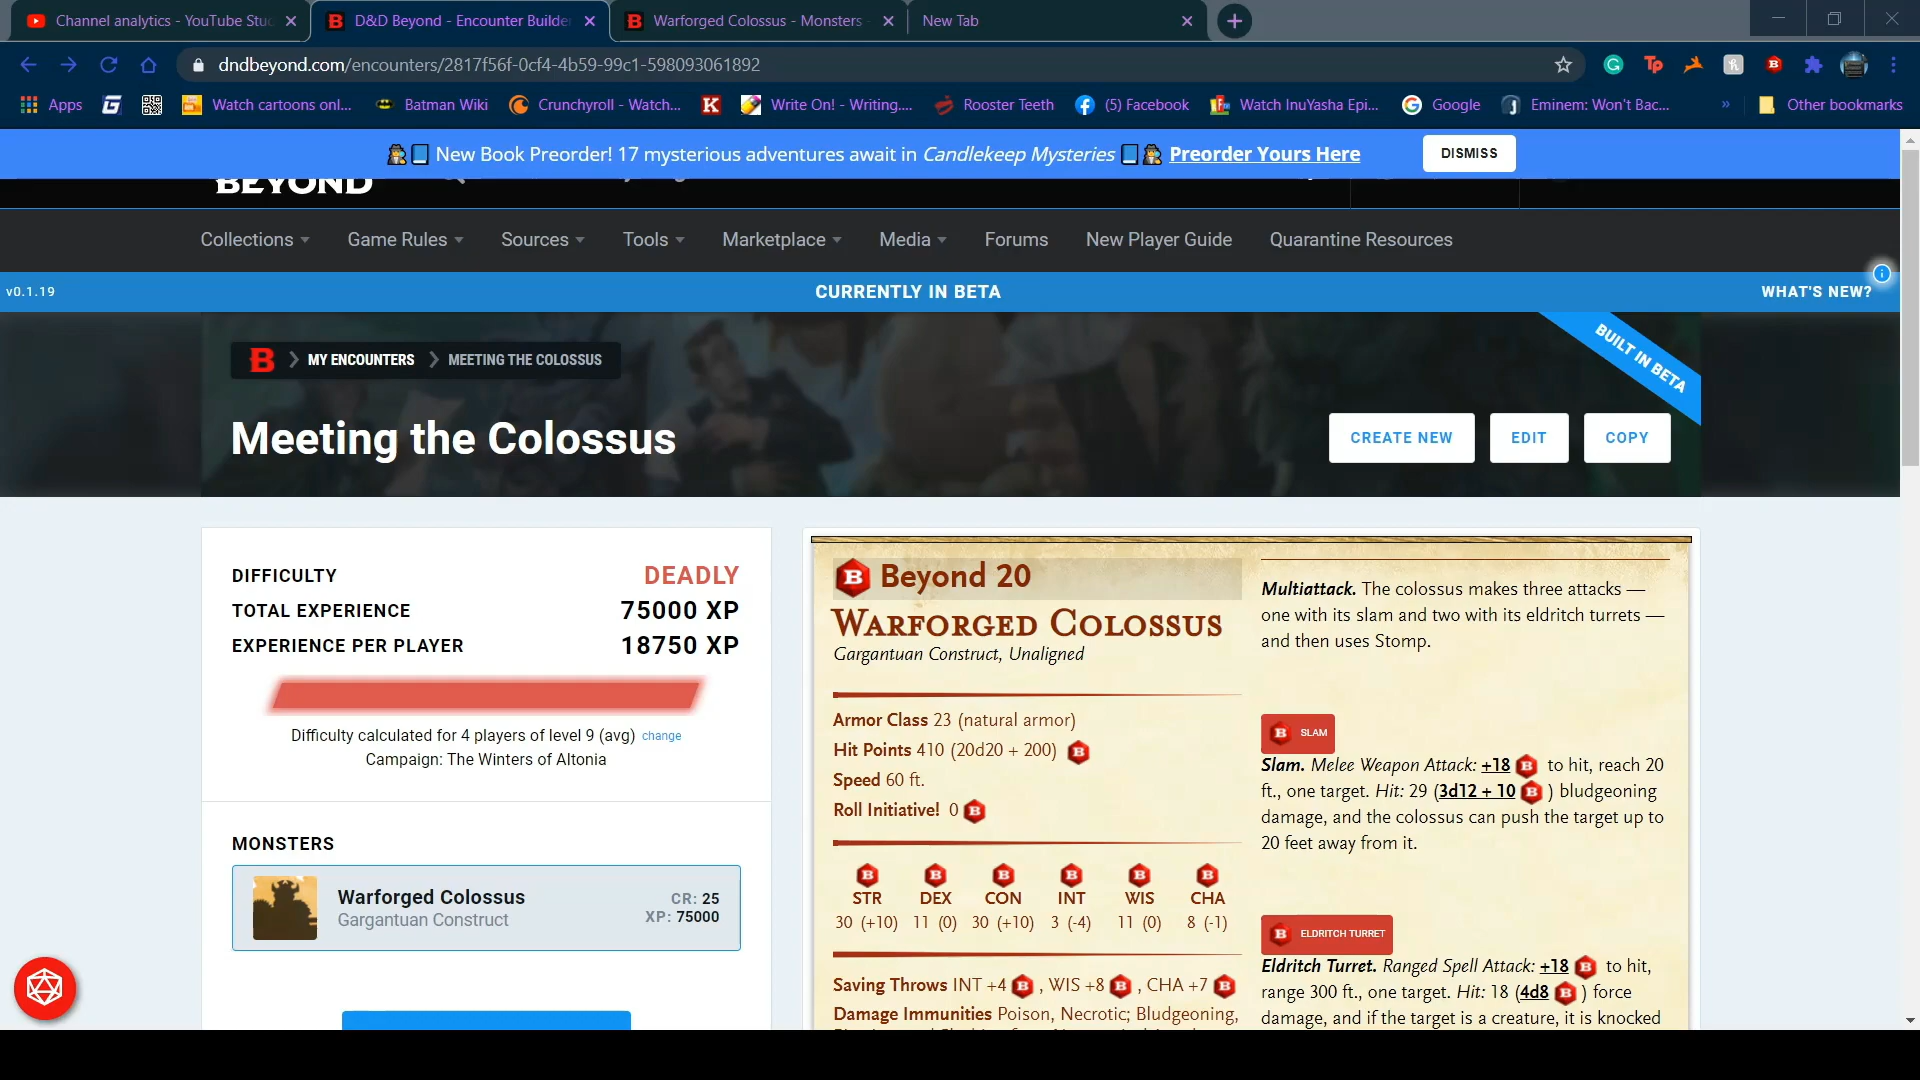 Channel analytics - YouTube Stu
D&D Beyond - Encounter Builde
Warforged Colossus - Monsters -
New Tab
dndbeyond.com/encounters/2817f56f-0cf4-4b59-99c1-598093061892
Apps
Watch cartoons onl...
Batman Wiki
Crunchyroll - Watch...
Write On! - Writing....
Rooster Teeth
(5) Facebook
Watch InuYasha Epi...
Google
Eminem: Won't Bac...
»
Other bookmarks
New Book Preorder! 17 mysterious adventures await in Candlekeep Mysteries Preorder Yours Here
DISMISS
BEYOND
Collections
Game Rules
Sources
Tools
Marketplace
Media
Forums
New Player Guide
Quarantine Resources
v0.1.19
CURRENTLY IN BETA
WHAT'S NEW?
BUILT IN BETA
MY ENCOUNTERS
MEETING THE COLOSSUS
Meeting the Colossus
CREATE NEW
EDIT
COPY
DIFFICULTY DEADLY
TOTAL EXPERIENCE 75000 XP
EXPERIENCE PER PLAYER 18750 XP
Difficulty calculated for 4 players of level 9 (avg) change
Campaign: The Winters of Altonia
MONSTERS
Warforged Colossus CR: 25
Gargantuan Construct XP: 75000
Beyond 20
Warforged Colossus
Gargantuan Construct, Unaligned
Armor Class 23 (natural armor)
Hit Points 410 (20d20 + 200)
Speed 60 ft.
Roll Initiative! 0
STR DEX CON INT WIS CHA
30 (+10) 11 (0) 30 (+10) 3 (-4) 11 (0) 8 (-1)
Saving Throws INT +4 , WIS +8 , CHA +7
Damage Immunities Poison, Necrotic; Bludgeoning,
Multiattack. The colossus makes three attacks —
one with its slam and two with its eldritch turrets —
and then uses Stomp.
SLAM
Slam. Melee Weapon Attack: +18 to hit, reach 20
ft., one target. Hit: 29 (3d12 + 10 ) bludgeoning
damage, and the colossus can push the target up to
20 feet away from it.
ELDRITCH TURRET
Eldritch Turret. Ranged Spell Attack: +18 to hit,
range 300 ft., one target. Hit: 18 (4d8 ) force
damage, and if the target is a creature, it is knocked